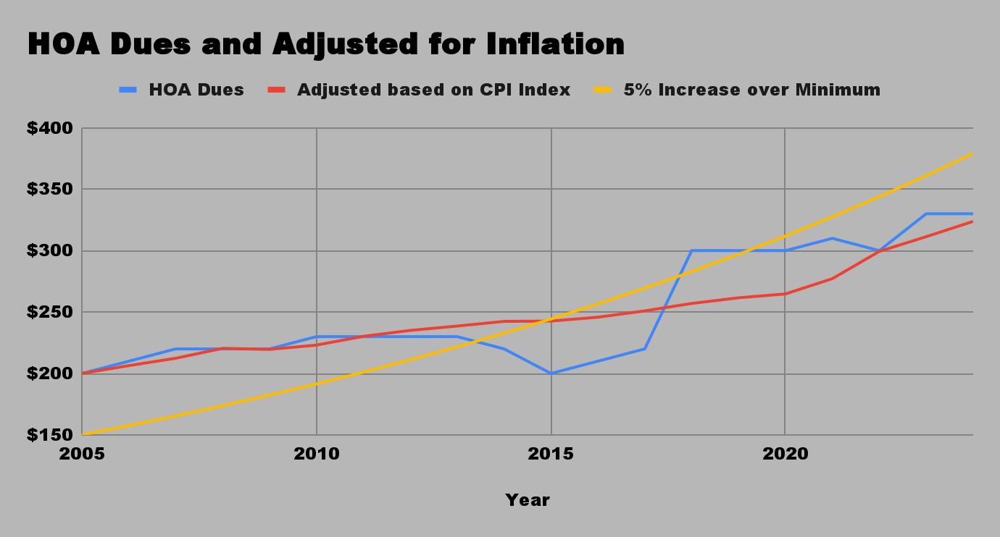 HOA Dues and Adjusted for Inflation
HOA Dues Adjusted based on CPI Index 5% Increase over Minimum
$400
$350
$300
$250
$200
$150
2005 2010 2015 2020
Year